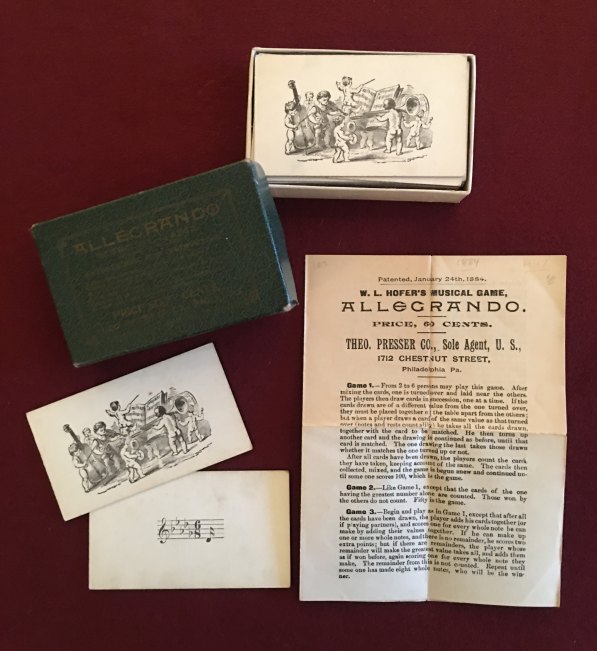 ALLEGRANDO
1884
Patented, January 24th, 1884.
W. L. HOFER'S MUSICAL GAME,
ALLEGRANDO.
PRICE, 60 CENTS.
THEO. PRESSER CO., Sole Agent, U. S.,
1712 CHESTNUT STREET,
Philadelphia Pa.
Game 1.—From 2 to 6 persons may play this game. After
mixing the cards, one is turned over and laid near the others.
The players then draw cards in succession, one at a time. If the
cards drawn are of a different value from the one turned over,
they must be placed together on the table apart from the others;
but when a player draws a card of the same value as that turned
over (notes and rests count alike) he takes all the cards drawn,
together with the card to be matched. He then turns up
another card and the drawing is continued as before, until that
card is matched. The one drawing the last takes those drawn
whether it matches the one turned up or not.
After all cards have been drawn, the players count the cards
they have taken, keeping account of the same. The cards then
collected, mixed, and the game is begun anew and continued un-
til some one scores 100, which is the game.
Game 2.—Like Game 1, except that the cards of the one
having the greatest number alone are counted. Those won by
the others do not count. Fifty is the game.
Game 3.—Begin and play as in Game 1, except that after all
the cards have been drawn, the player adds his cards together (or
if playing partners), and scores one for every whole note he can
make by adding their values together. If he can make up
one or more whole notes, and there is no remainder, he scores two
extra points; but if there are remainders, the player whose
remainder will make the greatest value takes all, and adds them
as if won before, again scoring one for every whole note they
make. The remainder from this is not counted. Repeat until
some one has made eight whole notes, who will be the win-
ner.